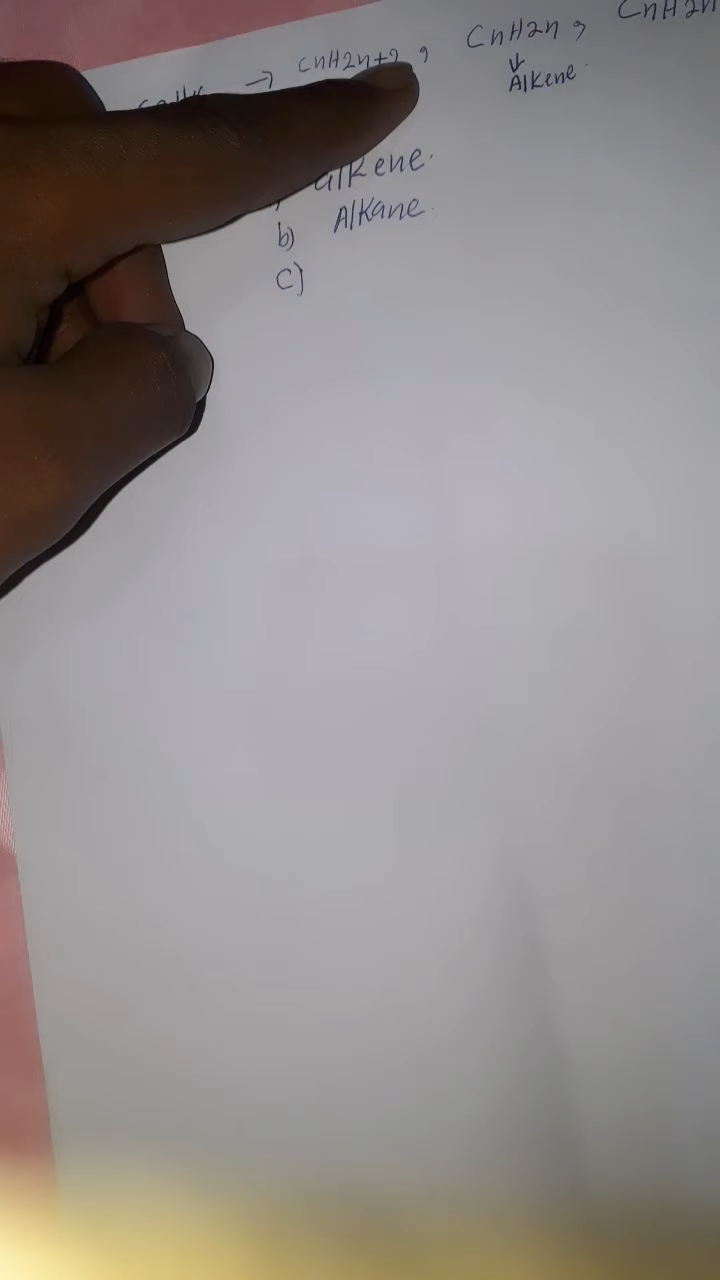 → CnH2n+2, CnH2n, CnH2n
Alkene.
alkene.
b) Alkane.
c)